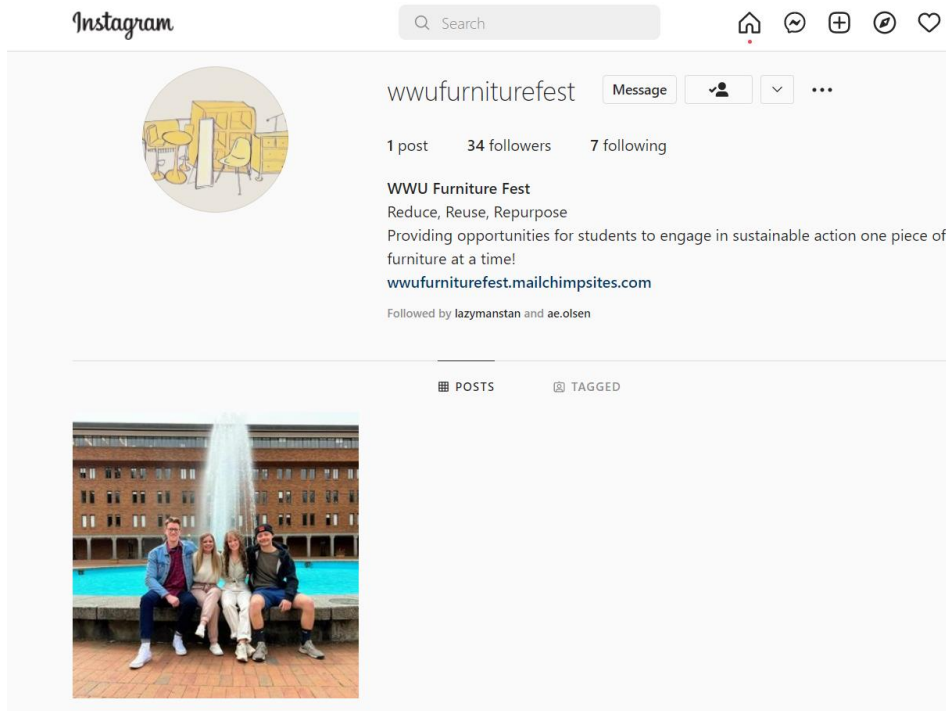 Instagram
Search
wwufurniturefest
Message
1 post 34 followers 7 following
WWU Furniture Fest
Reduce, Reuse, Repurpose
Providing opportunities for students to engage in sustainable action one piece of
furniture at a time!
wwufurniturefest.mailchimpsites.com
Followed by lazymanstan and ae.olsen
POSTS TAGGED